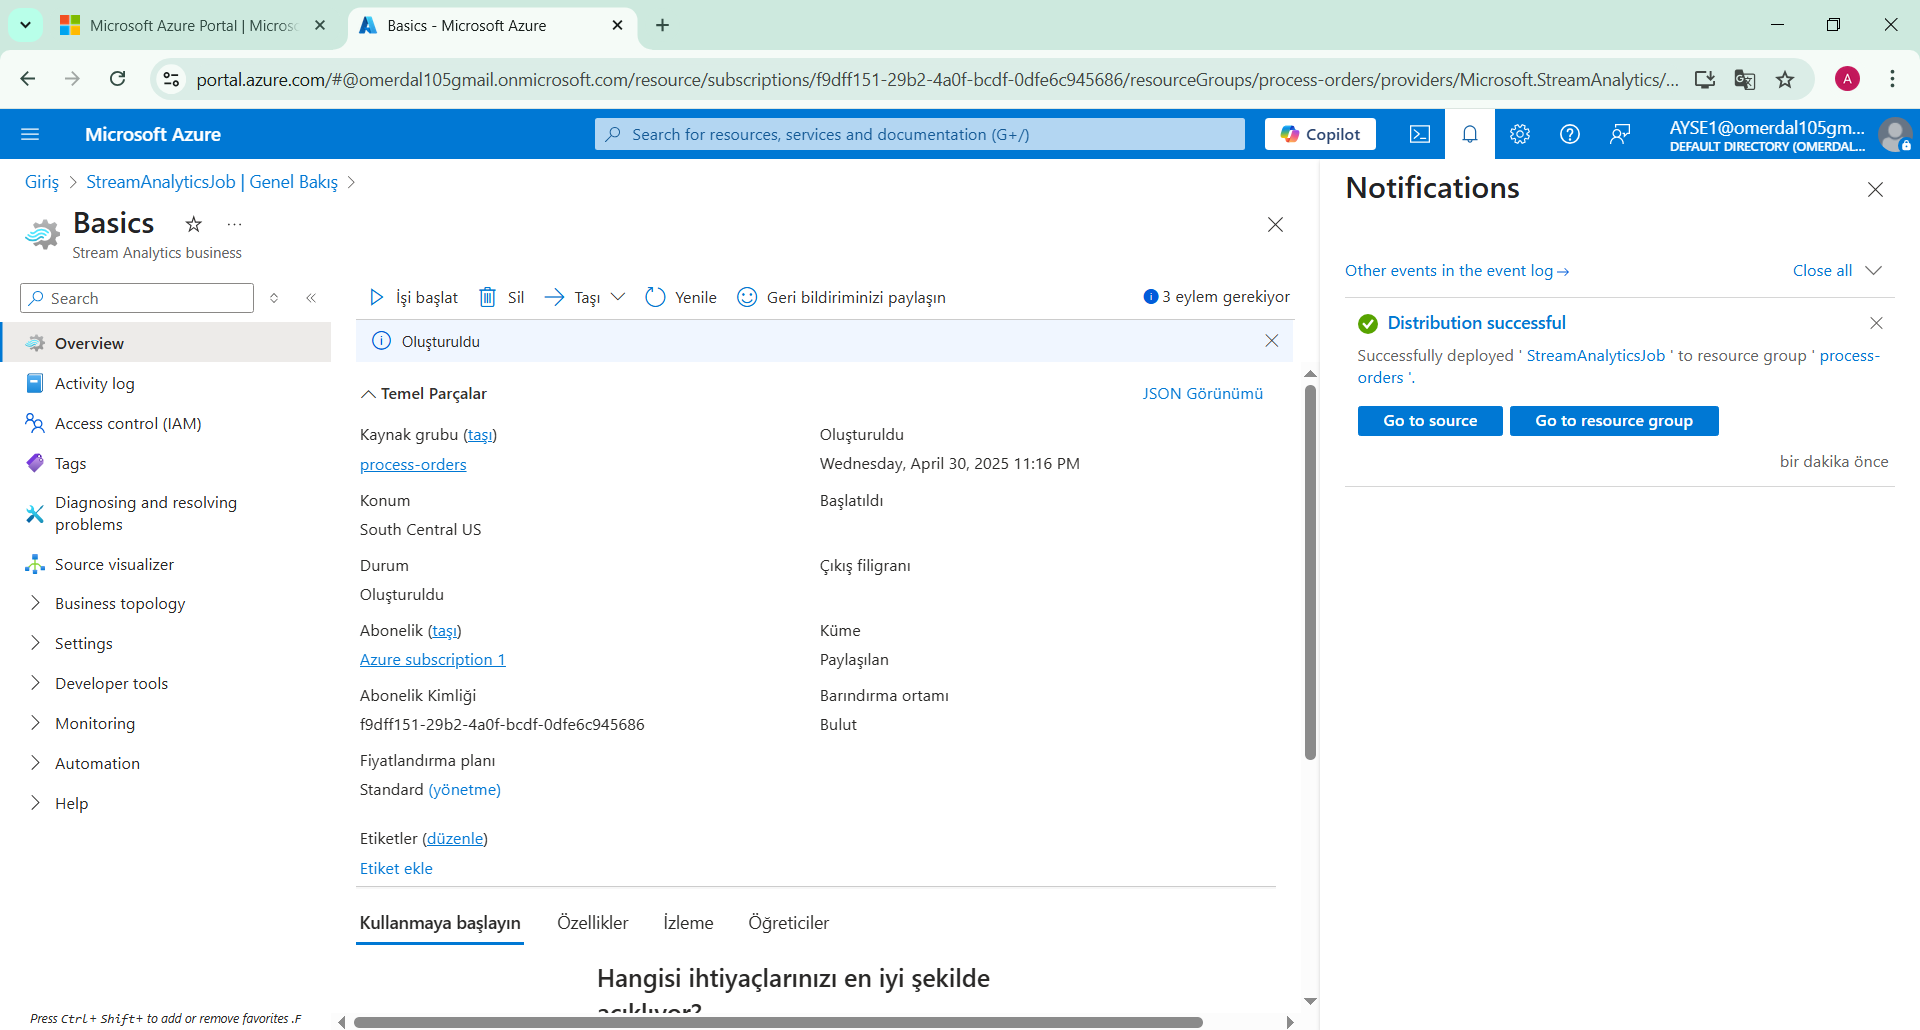 Microsoft Azure Portal | Micros
Basics - Microsoft Azure
portal.azure.com/#@omerdal105gmail.onmicrosoft.com/resource/subscriptions/f9dff151-29b2-4a0f-bcdf-0dfe6c945686/resourceGroups/process-orders/providers/Microsoft.StreamAnalytics/...
A
Microsoft Azure
Search for resources, services and documentation (G+/)
Copilot
AYSE1@omerdal105gm...
DEFAULT DIRECTORY (OMERDAL...
Giriş > StreamAnalyticsJob | Genel Bakış >
Basics
Stream Analytics business
Search
Overview
Activity log
Access control (IAM)
Tags
Diagnosing and resolving
problems
Source visualizer
Business topology
Settings
Developer tools
Monitoring
Automation
Help
Press Ctrl+ Shift+ to add or remove favorites .F
İşi başlat
Sil
Taşı
Yenile
Geri bildiriminizi paylaşın
3 eylem gerekiyor
Oluşturuldu
Temel Parçalar
JSON Görünümü
Kaynak grubu (taşı)
process-orders
Konum
South Central US
Durum
Oluşturuldu
Abonelik (taşı)
Azure subscription 1
Abonelik Kimliği
f9dff151-29b2-4a0f-bcdf-0dfe6c945686
Fiyatlandırma planı
Standard (yönetme)
Oluşturuldu
Wednesday, April 30, 2025 11:16 PM
Başlatıldı
Çıkış filigranı
Küme
Paylaşılan
Barındırma ortamı
Bulut
Etiketler (düzenle)
Etiket ekle
Kullanmaya başlayın
Özellikler
İzleme
Öğreticiler
Hangisi ihtiyaçlarınızı en iyi şekilde
açıklıyor?
Notifications
Other events in the event log→
Close all
Distribution successful
Successfully deployed ' StreamAnalyticsJob ' to resource group ' process-
orders '.
Go to source
Go to resource group
bir dakika önce